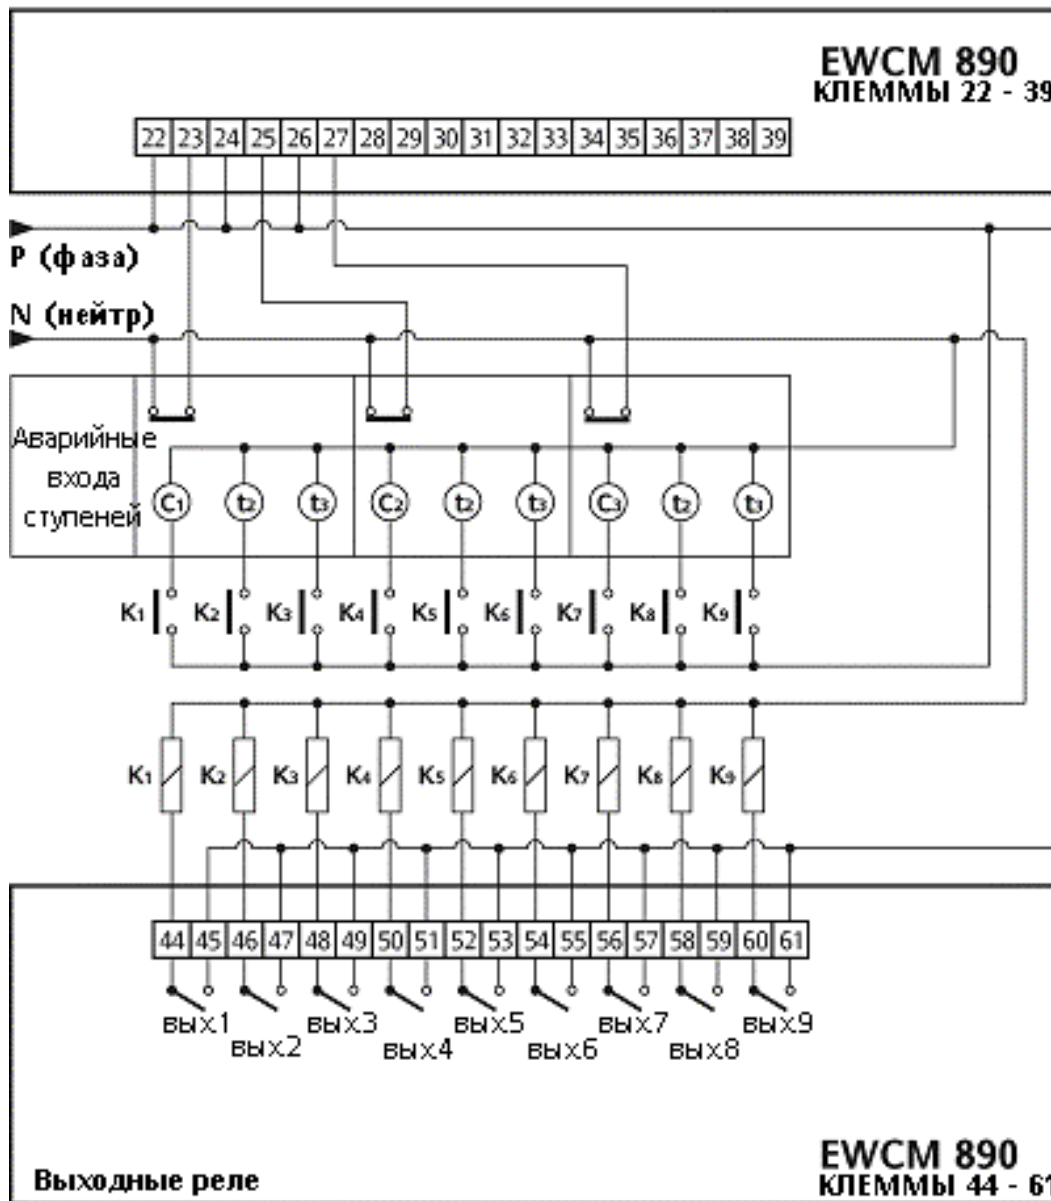 EWCM 890
КЛЕММЫ 22 - 39
22 23 24 25 26 27 28 29 30 31 32 33 34 35 36 37 38 39
P (фаза)
N (нейтр)
Аварийные
входа
ступеней
C1 t2 t3 C2 t2 t3 C3 t2 t3
K1 K2 K3 K4 K5 K6 K7 K8 K9
K1 K2 K3 K4 K5 K6 K7 K8 K9
44 45 46 47 48 49 50 51 52 53 54 55 56 57 58 59 60 61
вых1 вых3 вых5 вых7 вых9
вых2 вых4 вых6 вых8
EWCM 890
Выходные реле
КЛЕММЫ 44 - 61